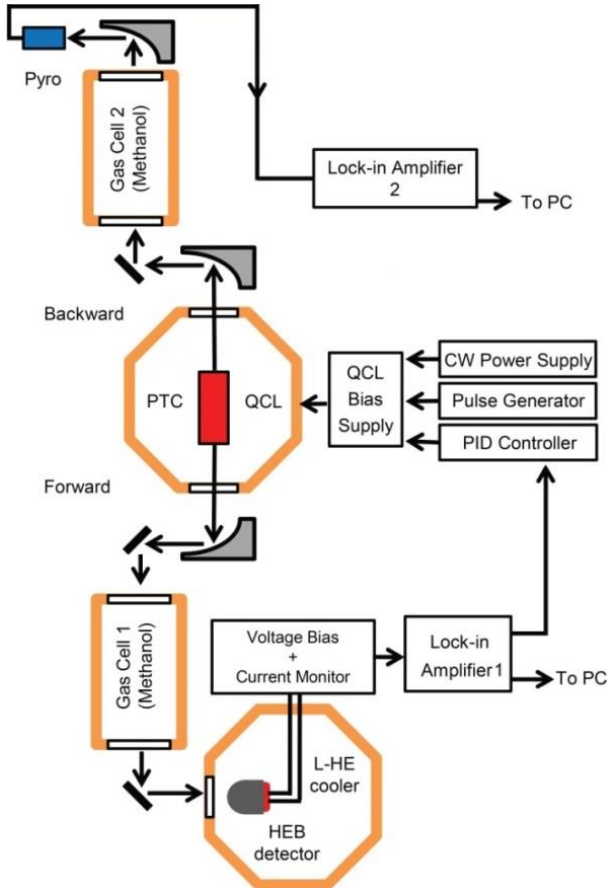 Pyro
Gas Cell 2
(Methanol)
Lock-in Amplifier
2
To PC
Backward
PTC
QCL
QCL
Bias
Supply
CW Power Supply
Pulse Generator
PID Controller
Forward
Gas Cell 1
(Methanol)
Voltage Bias
+
Current Monitor
Lock-in
Amplifier1
To PC
L-HE
cooler
HEB
detector